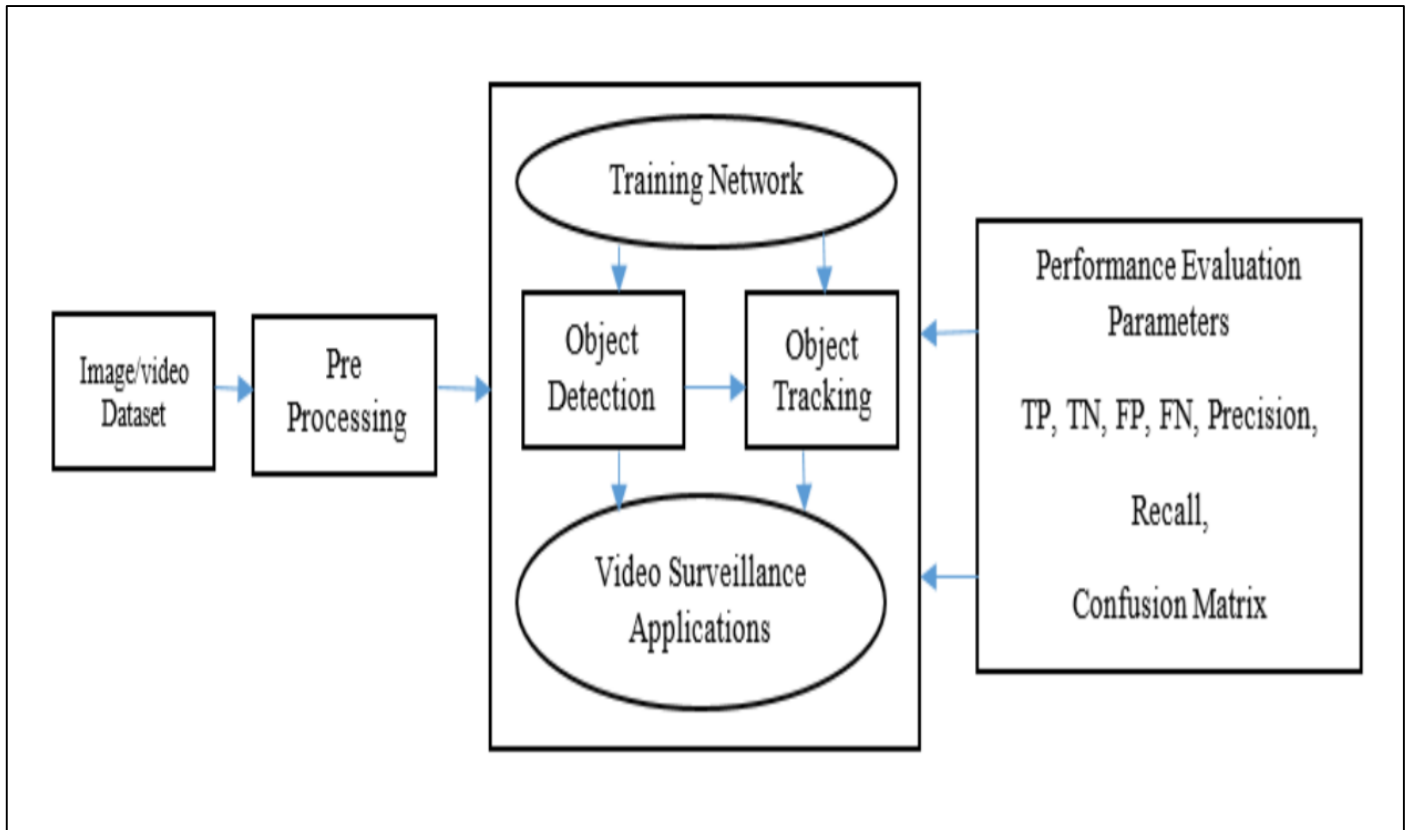 Image/video
Dataset
Pre
Processing
Training Network
Object
Detection
Object
Tracking
Video Surveillance
Applications
Performance Evaluation
Parameters
TP, TN, FP, FN, Precision,
Recall,
Confusion Matrix